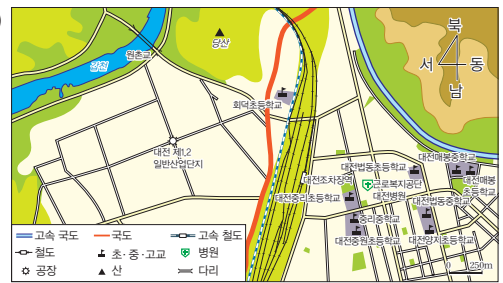 북
서 동
남
당산
갑천
원촌교
회덕초등학교
대전 제1,2
일반산업단지
대전매봉중학교
대전법동초등학교
대전조차장역
근로복지공단
대전병원
대전매봉
초등학교
대전중리초등학교
대전법동중학교
중리중학교
대전중원초등학교
대전양지초등학교
고속 국도 국도 고속 철도
철도 초·중·고교 병원
공장 산 다리
0 250m